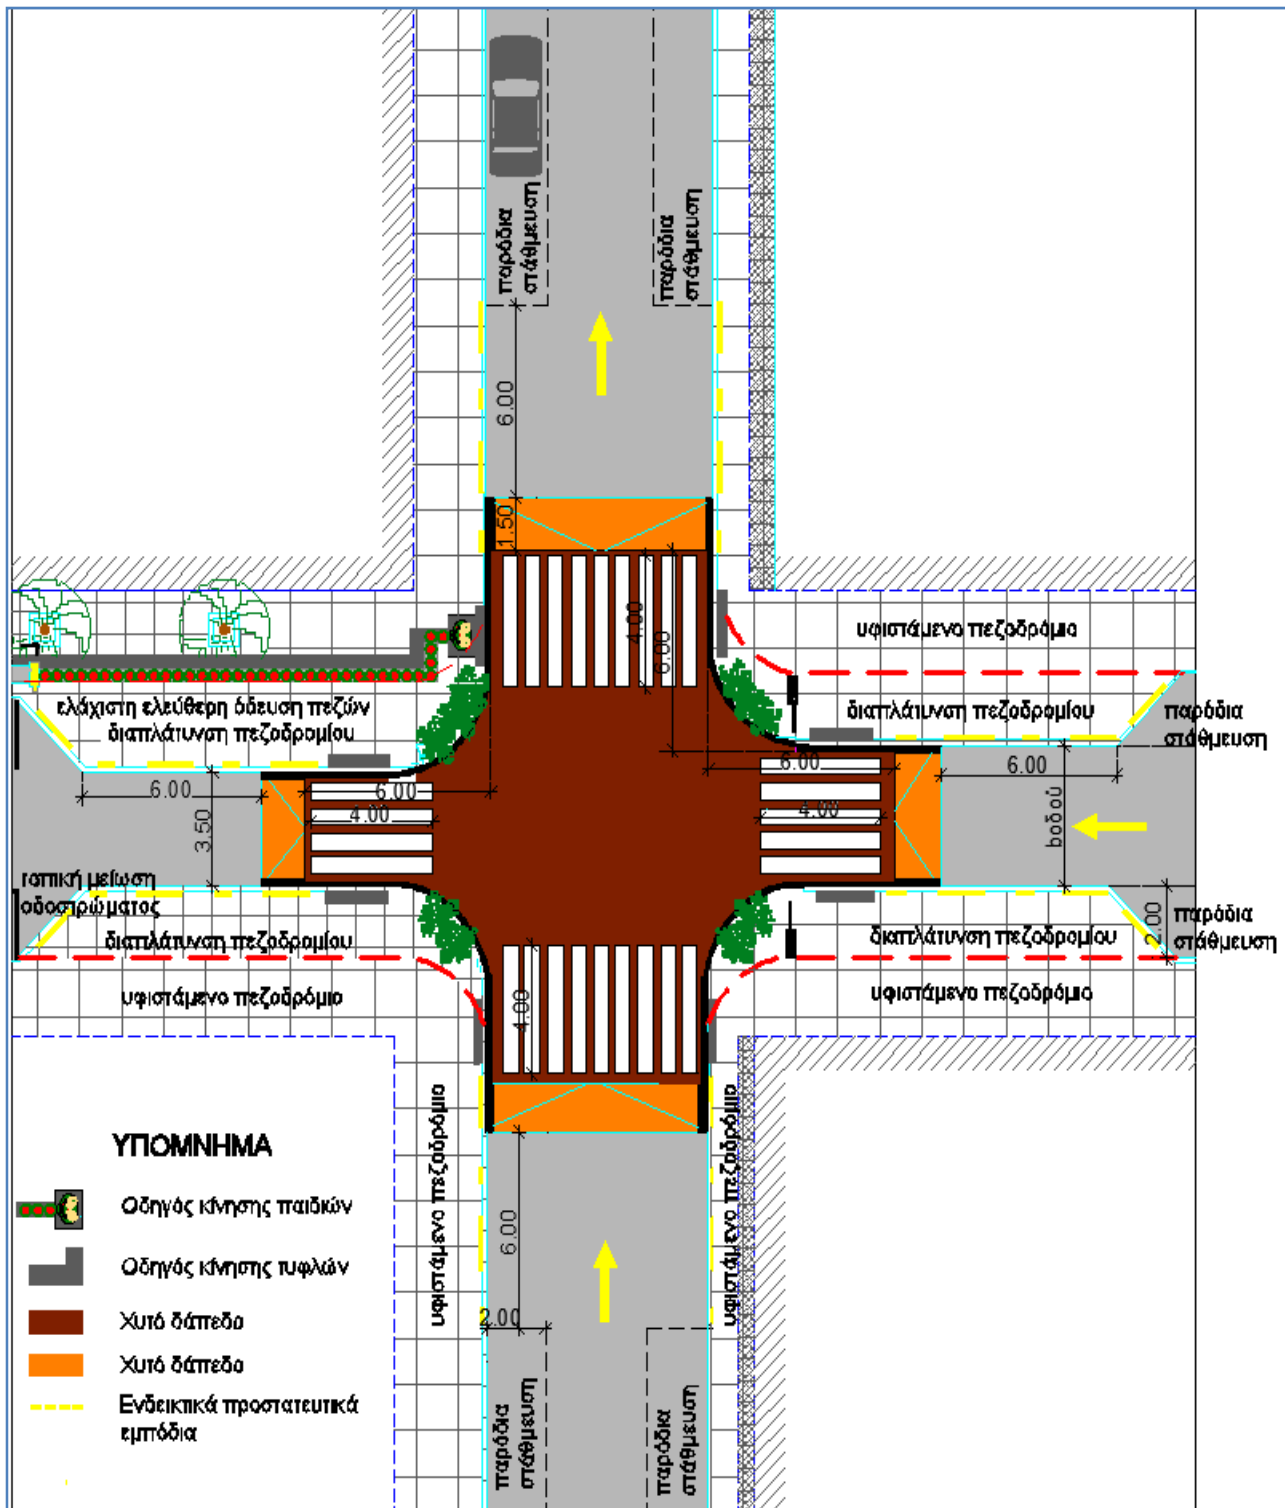 παρόδια
στάθμευση
παρόδια
στάθμευση
6.00
1.50
4.00
6.00
υφιστάμενο πεζοδρόμιο
ελάχιστη ελεύθερη όδευση πεζών
διαπλάτυνση πεζοδρομίου
διαπλάτυνση πεζοδρομίου
παρόδια
στάθμευση
6.00
6.00
4.00
3.50
6.00
4.00
6.00
bοδού
τοπική μείωση
οδοστρώματος
διαπλάτυνση πεζοδρομίου
υφιστάμενο πεζοδρόμιο
διαπλάτυνση πεζοδρομίου
υφιστάμενο πεζοδρόμιο
2.00
παρόδια
στάθμευση
4.00
υφιστάμενο πεζοδρόμιο
υφιστάμενο πεζοδρόμιο
6.00
2.00
παρόδια
στάθμευση
παρόδια
στάθμευση
ΥΠΟΜΝΗΜΑ
Οδηγός κίνησης παιδιών
Οδηγός κίνησης τυφλών
Χυτό δάπεδο
Χυτό δάπεδο
Ενδεικτικά προστατευτικά
εμπόδια